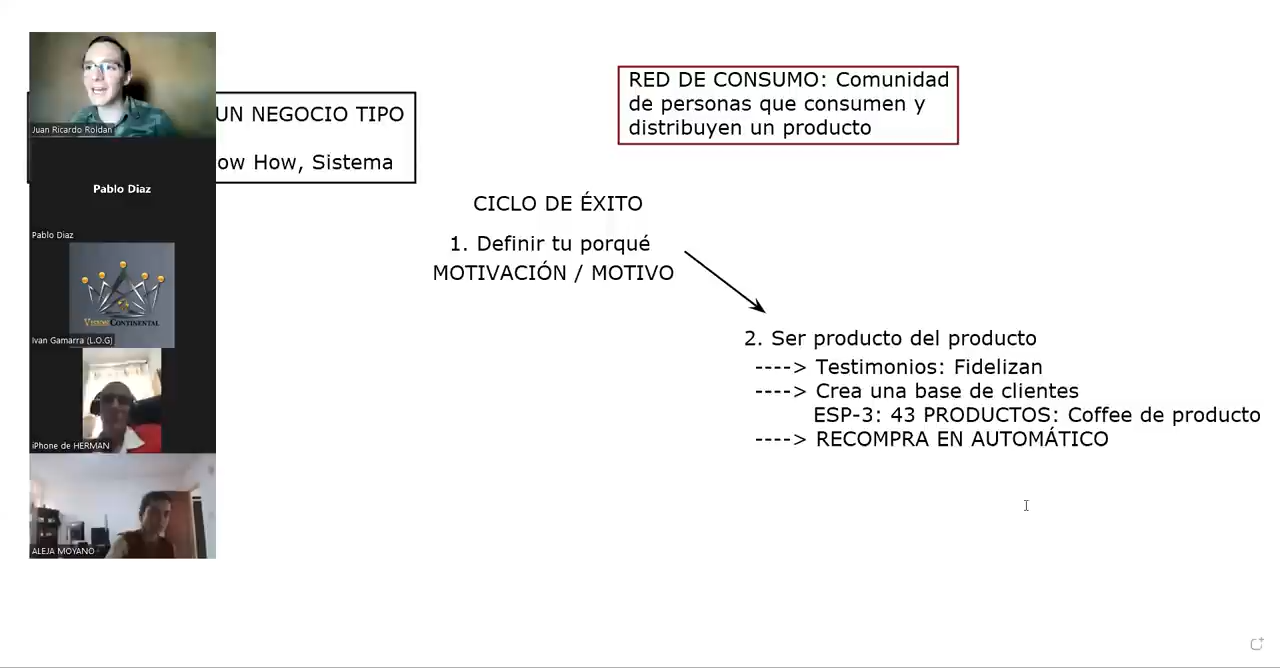 Juan Ricardo Roldan
Pablo Diaz
Pablo Diaz
VISION CONTINENTAL
Ivan Gamarra (L.O.G)
iPhone de HERMAN
ALEJA MOYANO
UN NEGOCIO TIPO
ow How, Sistema
RED DE CONSUMO: Comunidad
de personas que consumen y
distribuyen un producto
CICLO DE ÉXITO
1. Definir tu porqué
MOTIVACIÓN / MOTIVO
2. Ser producto del producto
----> Testimonios: Fidelizan
----> Crea una base de clientes
ESP-3: 43 PRODUCTOS: Coffee de producto
----> RECOMPRA EN AUTOMÁTICO